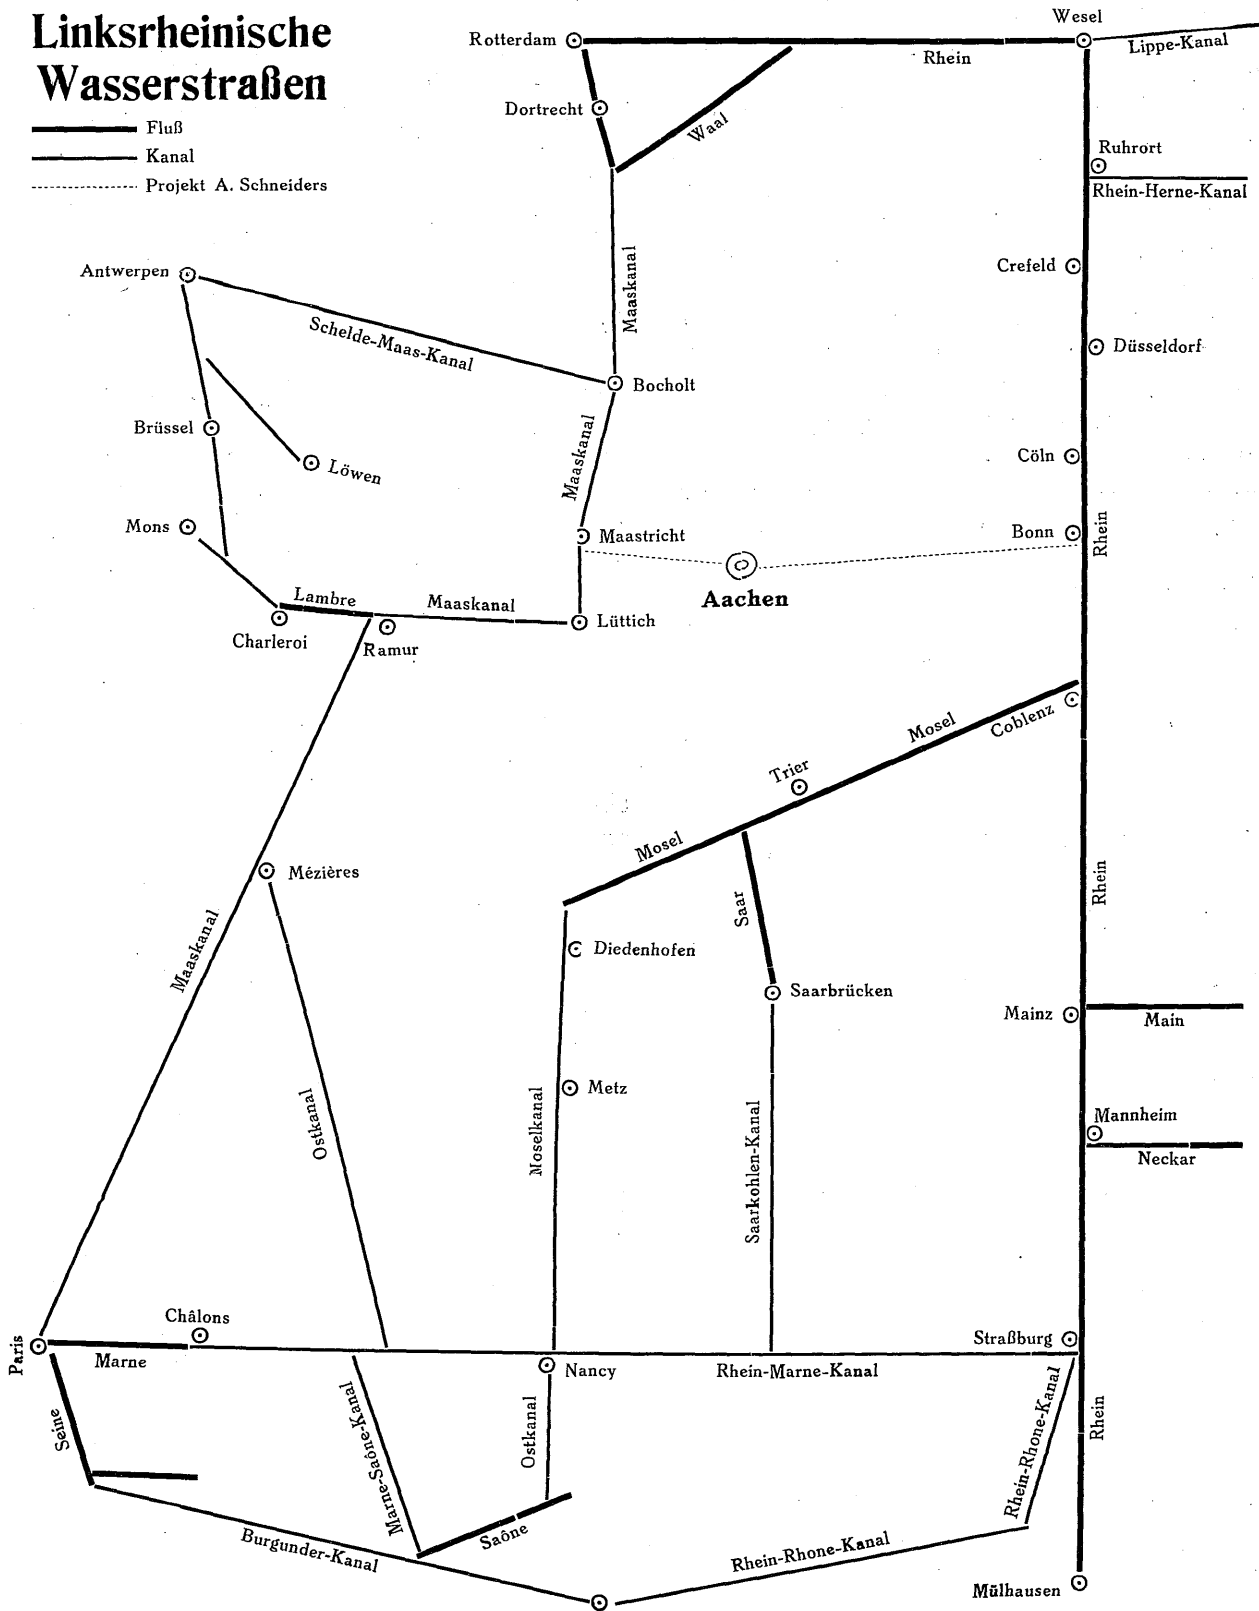 Linksrheinische
Wasserstraßen
Fluß
Kanal
Projekt A. Schneiders
Wesel
Rotterdam
Rhein
Lippe-Kanal
Dortrecht
Waal
Ruhrort
Rhein-Herne-Kanal
Maaskanal
Crefeld
Antwerpen
Schelde-Maas-Kanal
Düsseldorf
Bocholt
Brüssel
Maaskanal
Löwen
Cöln
Mons
Maastricht
Bonn
Rhein
Aachen
Lambre
Maaskanal
Lüttich
Charleroi
Ramur
Mosel
Coblenz
Trier
Mosel
Mézières
Rhein
Saar
Maaskanal
Diedenhofen
Saarbrücken
Mainz
Main
Metz
Ostkanal
Moselkanal
Saarkohlen-Kanal
Mannheim
Neckar
Châlons
Paris
Marne
Straßburg
Nancy
Rhein-Marne-Kanal
Seine
Marne-Saône-Kanal
Ostkanal
Rhein-Rhone-Kanal
Rhein
Saône
Burgunder-Kanal
Rhein-Rhone-Kanal
Mülhausen